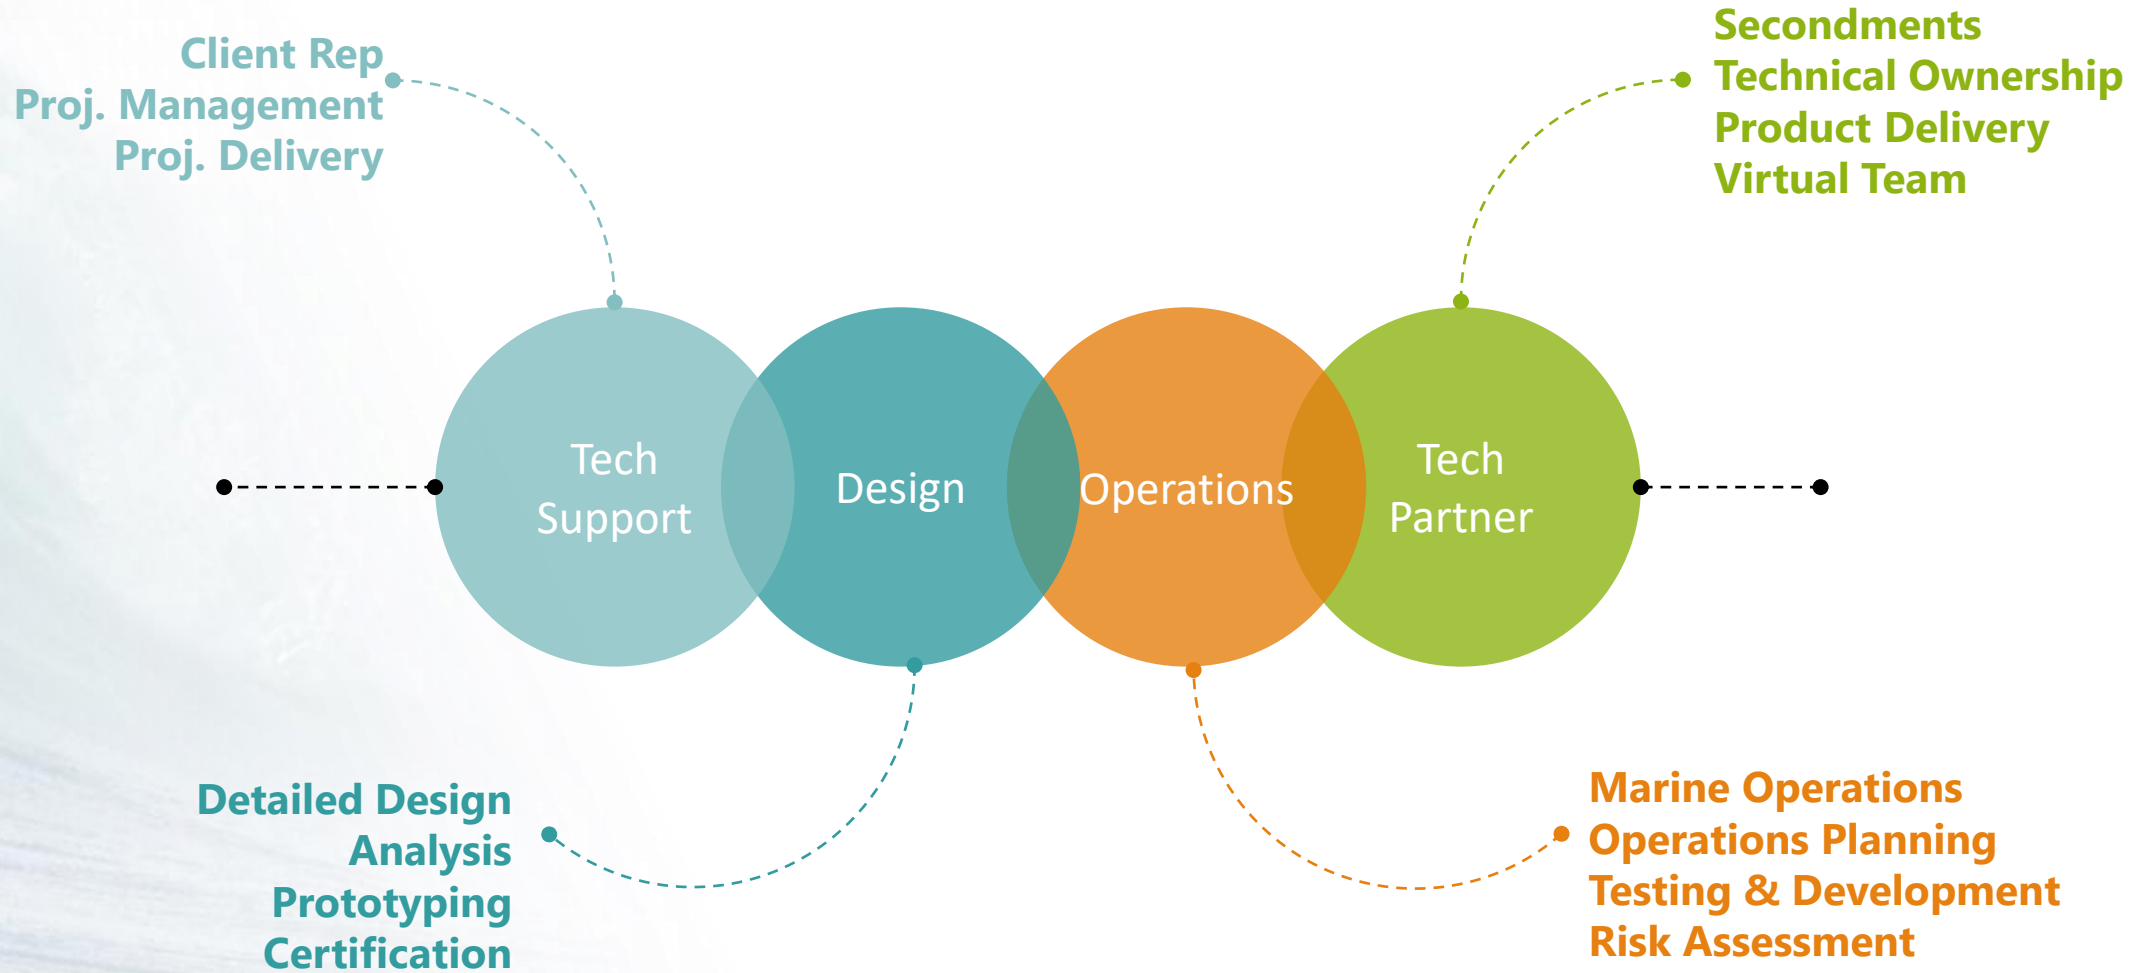 Client Rep
Proj. Management
Proj. Delivery
Secondments
Technical Ownership
Product Delivery
Virtual Team
Tech
Support
Design
Operations
Tech
Partner
Detailed Design
Analysis
Prototyping
Certification
Marine Operations
Operations Planning
Testing & Development
Risk Assessment